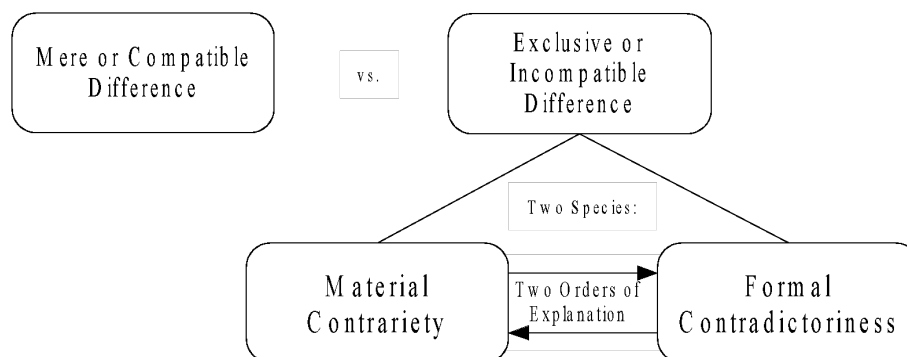 Mere or Compatible
Difference
vs.
Exclusive or
Incompatible
Difference
Two Species:
Material
Contrariety
Two Orders of
Explanation
Formal
Contradictoriness